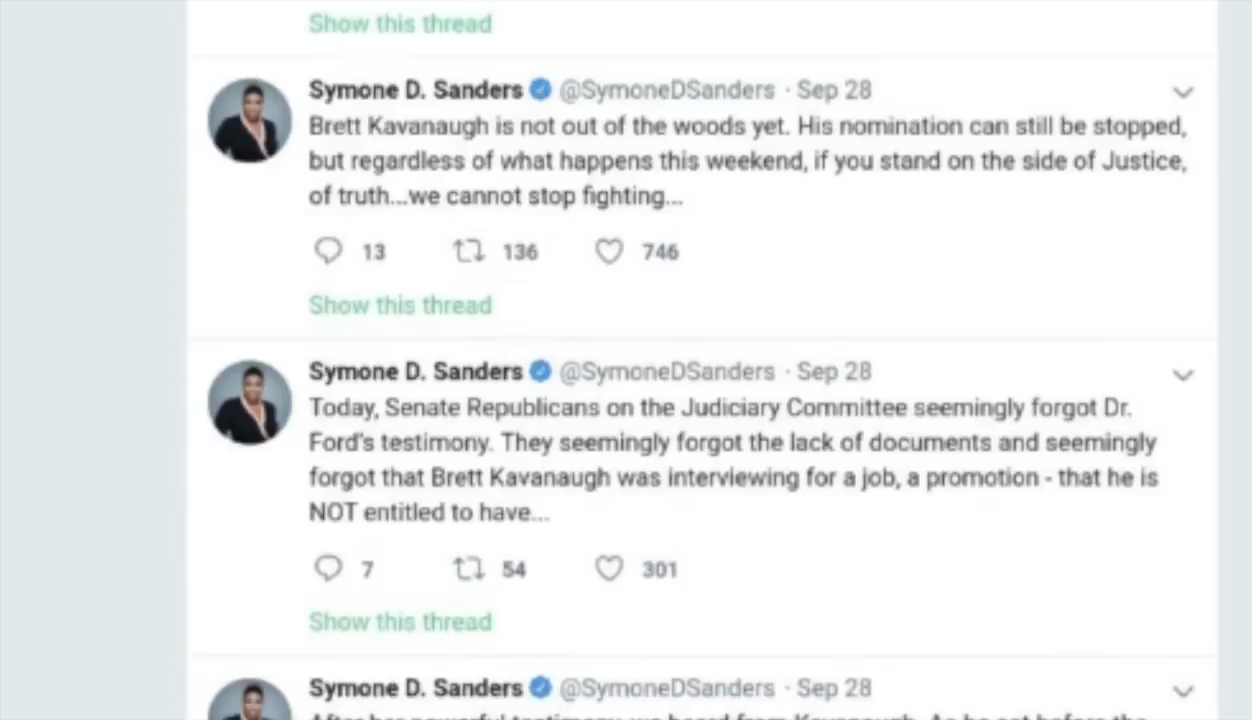 Show this thread
Symone D. Sanders @SymoneDSanders · Sep 28
Brett Kavanaugh is not out of the woods yet. His nomination can still be stopped,
but regardless of what happens this weekend, if you stand on the side of Justice,
of truth...we cannot stop fighting...
13 136 746
Show this thread
Symone D. Sanders @SymoneDSanders · Sep 28
Today, Senate Republicans on the Judiciary Committee seemingly forgot Dr.
Ford's testimony. They seemingly forgot the lack of documents and seemingly
forgot that Brett Kavanaugh was interviewing for a job, a promotion - that he is
NOT entitled to have...
7 54 301
Show this thread
Symone D. Sanders @SymoneDSanders · Sep 28